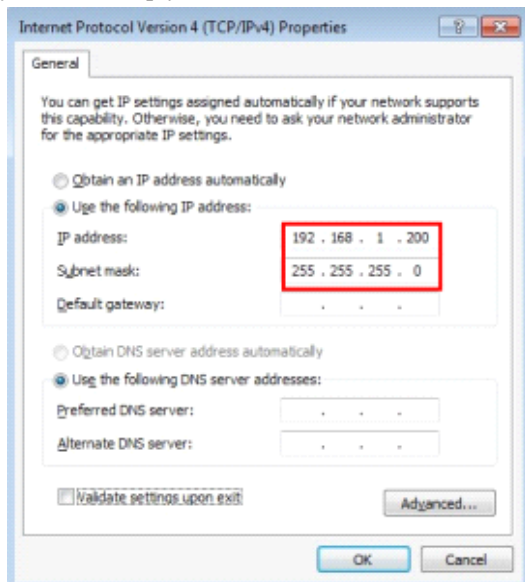 Internet Protocol Version 4 (TCP/IPv4) Properties
General
You can get IP settings assigned automatically if your network supports
this capability. Otherwise, you need to ask your network administrator
for the appropriate IP settings.
Obtain an IP address automatically
Use the following IP address:
IP address: 192 . 168 . 1 . 200
Subnet mask: 255 . 255 . 255 . 0
Default gateway: . . .
Obtain DNS server address automatically
Use the following DNS server addresses:
Preferred DNS server: . . .
Alternate DNS server: . . .
Validate settings upon exit
Advanced...
OK Cancel